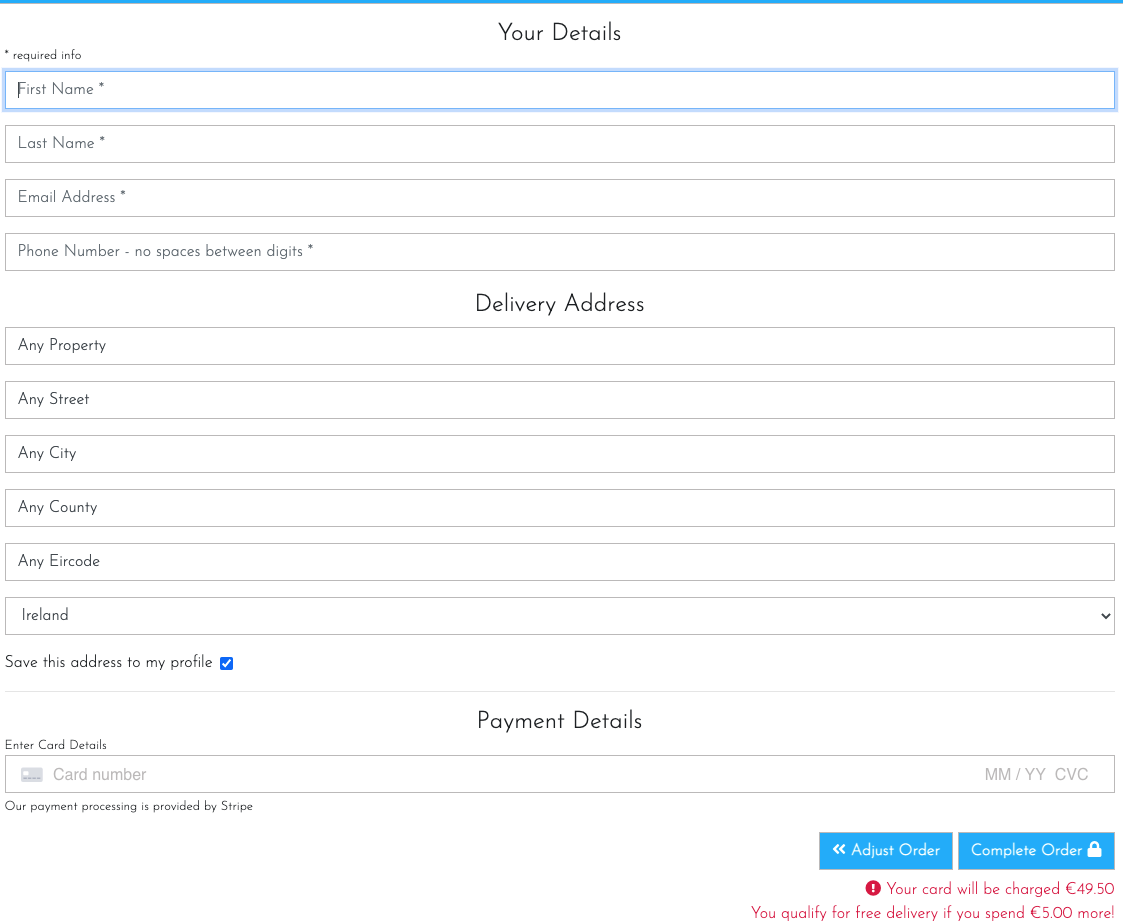 Your Details
* required info
First Name *
Last Name *
Email Address *
Phone Number - no spaces between digits *
Delivery Address
Any Property
Any Street
Any City
Any County
Any Eircode
Ireland
Save this address to my profile
Payment Details
Enter Card Details
Card number MM / YY CVC
Our payment processing is provided by Stripe
Adjust Order Complete Order
Your card will be charged €49.50
You qualify for free delivery if you spend €5.00 more!